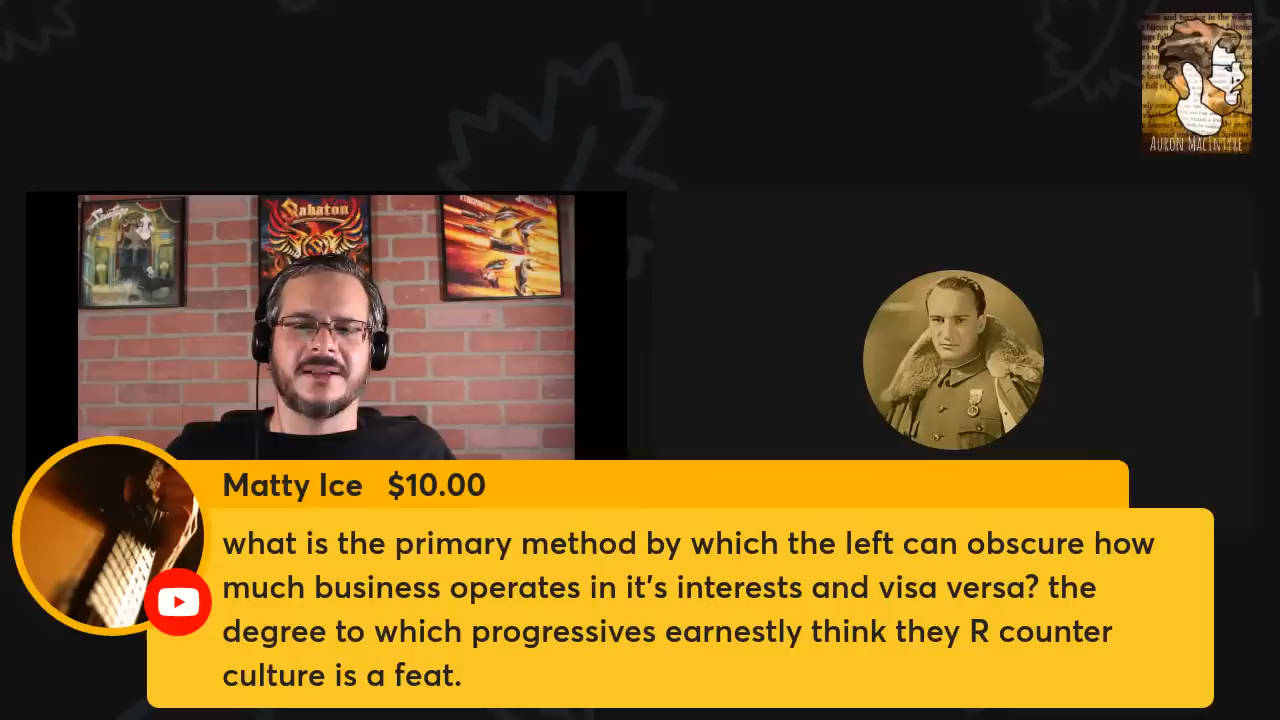 AURON MACINTYRE
Savatage
Sabaton
Matty Ice $10.00
what is the primary method by which the left can obscure how
much business operates in it's interests and visa versa? the
degree to which progressives earnestly think they R counter
culture is a feat.